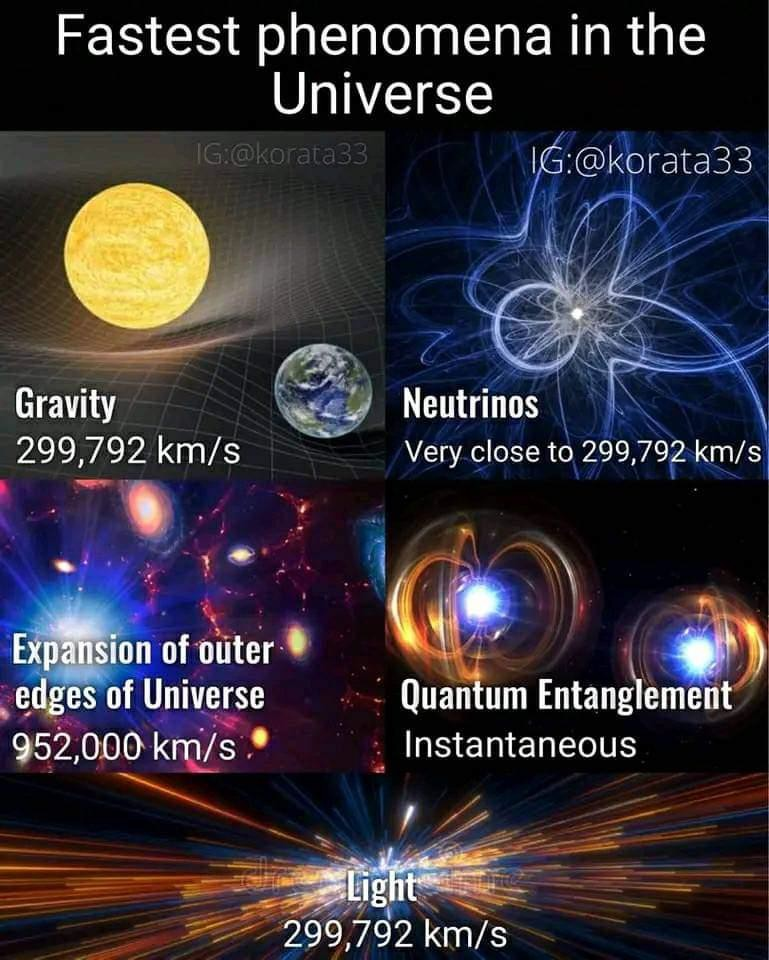 Fastest phenomena in the
Universe
IG:@korata33
IG:@korata33
Gravity
299,792 km/s
Neutrinos
Very close to 299,792 km/s
Expansion of outer
edges of Universe
952,000 km/s
Quantum Entanglement
Instantaneous
Light
299,792 km/s